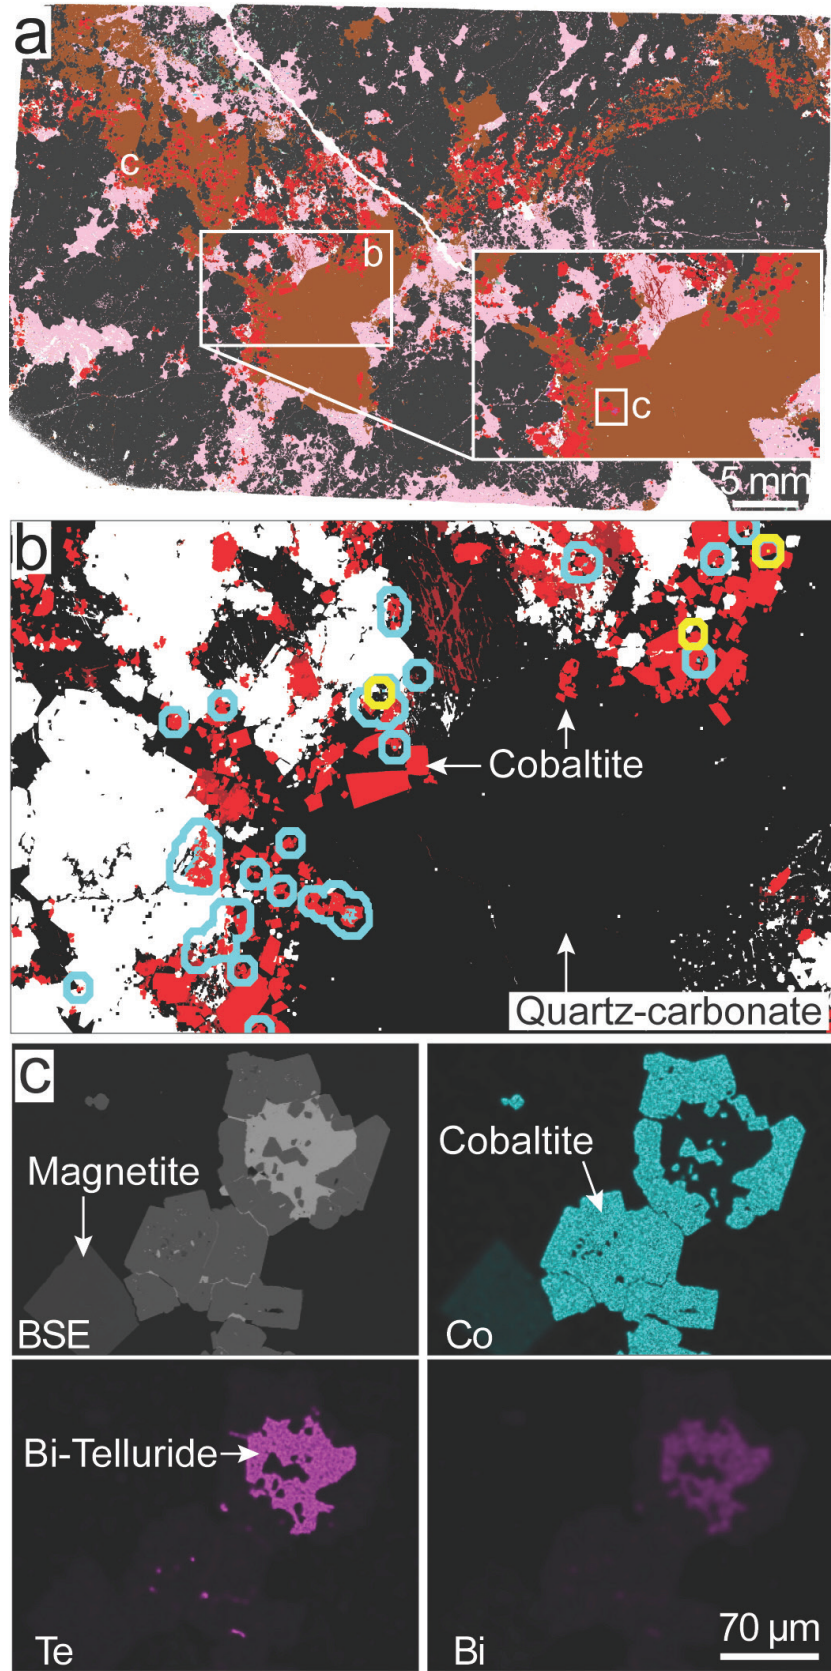 a
c
b
c
5 mm
b
Cobaltite
Quartz-carbonate
c
Magnetite
BSE
Cobaltite
Co
Bi-Telluride
Te
70 µm
Bi